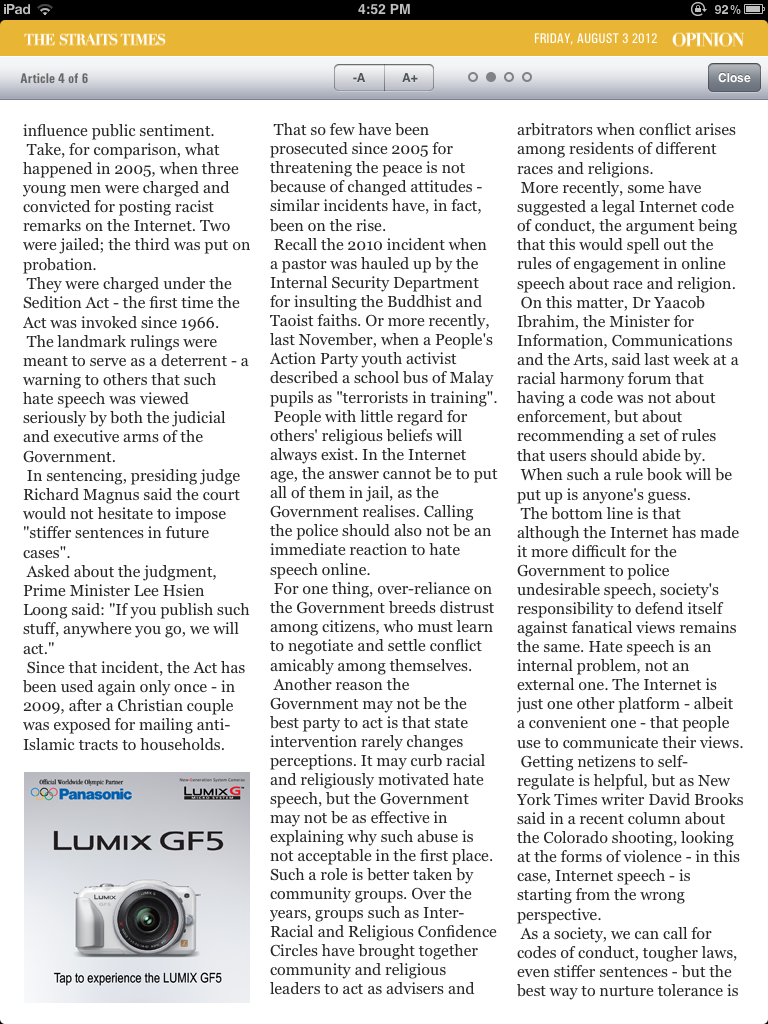 iPad
4:52 PM
92%
THE STRAITS TIMES
FRIDAY, AUGUST 3 2012
OPINION
Article 4 of 6
-A
A+
Close
influence public sentiment.
Take, for comparison, what
happened in 2005, when three
young men were charged and
convicted for posting racist
remarks on the Internet. Two
were jailed; the third was put on
probation.
They were charged under the
Sedition Act - the first time the
Act was invoked since 1966.
The landmark rulings were
meant to serve as a deterrent - a
warning to others that such
hate speech was viewed
seriously by both the judicial
and executive arms of the
Government.
In sentencing, presiding judge
Richard Magnus said the court
would not hesitate to impose
"stiffer sentences in future
cases".
Asked about the judgment,
Prime Minister Lee Hsien
Loong said: "If you publish such
stuff, anywhere you go, we will
act."
Since that incident, the Act has
been used again only once - in
2009, after a Christian couple
was exposed for mailing anti-
Islamic tracts to households.
Official Worldwide Olympic Partner
Panasonic
New-Generation System Cameras
LUMIX G
MICRO SYSTEM
LUMIX GF5
LUMIX
GF5
Tap to experience the LUMIX GF5
That so few have been
prosecuted since 2005 for
threatening the peace is not
because of changed attitudes -
similar incidents have, in fact,
been on the rise.
Recall the 2010 incident when
a pastor was hauled up by the
Internal Security Department
for insulting the Buddhist and
Taoist faiths. Or more recently,
last November, when a People's
Action Party youth activist
described a school bus of Malay
pupils as "terrorists in training".
People with little regard for
others' religious beliefs will
always exist. In the Internet
age, the answer cannot be to put
all of them in jail, as the
Government realises. Calling
the police should also not be an
immediate reaction to hate
speech online.
For one thing, over-reliance on
the Government breeds distrust
among citizens, who must learn
to negotiate and settle conflict
amicably among themselves.
Another reason the
Government may not be the
best party to act is that state
intervention rarely changes
perceptions. It may curb racial
and religiously motivated hate
speech, but the Government
may not be as effective in
explaining why such abuse is
not acceptable in the first place.
Such a role is better taken by
community groups. Over the
years, groups such as Inter-
Racial and Religious Confidence
Circles have brought together
community and religious
leaders to act as advisers and
arbitrators when conflict arises
among residents of different
races and religions.
More recently, some have
suggested a legal Internet code
of conduct, the argument being
that this would spell out the
rules of engagement in online
speech about race and religion.
On this matter, Dr Yaacob
Ibrahim, the Minister for
Information, Communications
and the Arts, said last week at a
racial harmony forum that
having a code was not about
enforcement, but about
recommending a set of rules
that users should abide by.
When such a rule book will be
put up is anyone's guess.
The bottom line is that
although the Internet has made
it more difficult for the
Government to police
undesirable speech, society's
responsibility to defend itself
against fanatical views remains
the same. Hate speech is an
internal problem, not an
external one. The Internet is
just one other platform - albeit
a convenient one - that people
use to communicate their views.
Getting netizens to self-
regulate is helpful, but as New
York Times writer David Brooks
said in a recent column about
the Colorado shooting, looking
at the forms of violence - in this
case, Internet speech - is
starting from the wrong
perspective.
As a society, we can call for
codes of conduct, tougher laws,
even stiffer sentences - but the
best way to nurture tolerance is